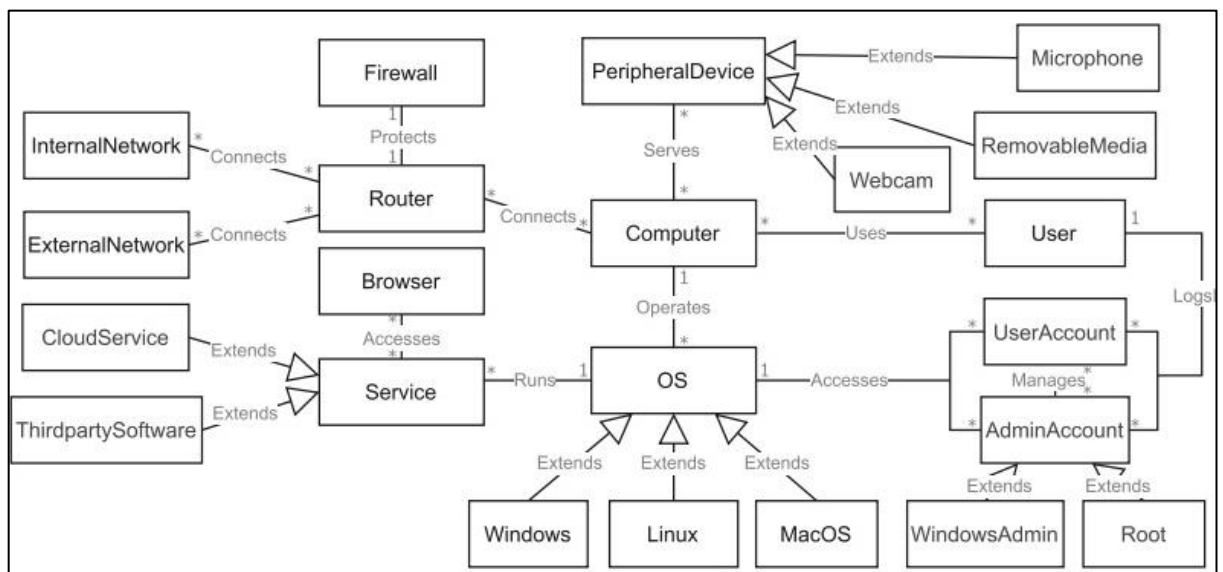 Firewall
PeripheralDevice
Extends
Microphone
1
*
Extends
InternalNetwork
*
Protects
Extends
RemovableMedia
Connects
1
Serves
Webcam
*
*
Router
*
*
Connects
*
Computer
*
Uses
*
User
1
ExternalNetwork
*
Connects
*
1
Browser
Operates
LogsI
CloudService
*
Accesses
*
*
UserAccount
*
Extends
*
Service
*
Runs
1
OS
1
Accesses
Manages
*
*
ThirdpartySoftware
Extends
*
AdminAccount
*
Extends
Extends
Extends
Extends
Extends
Windows
Linux
MacOS
WindowsAdmin
Root